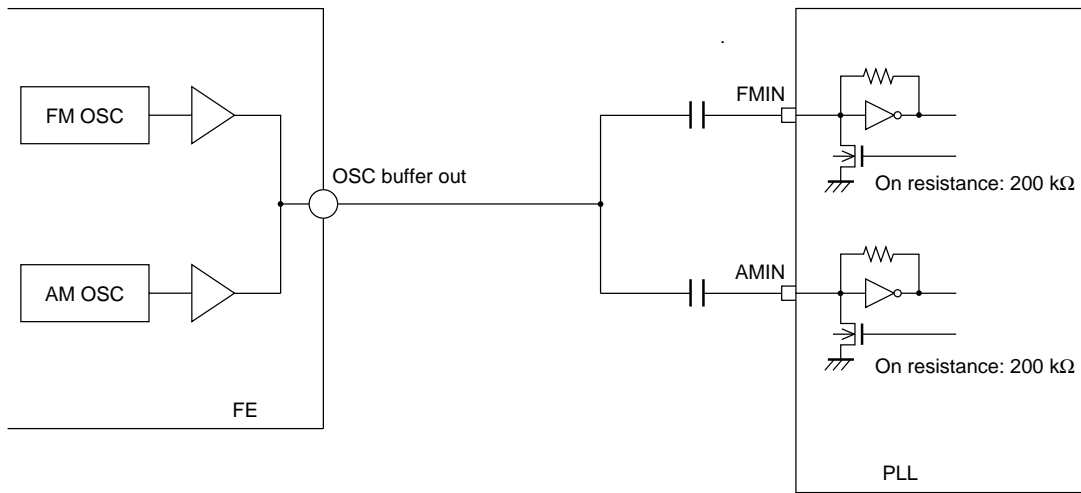 FM OSC
AM OSC
OSC buffer out
FE
FMIN
On resistance: 200 kΩ
AMIN
On resistance: 200 kΩ
PLL